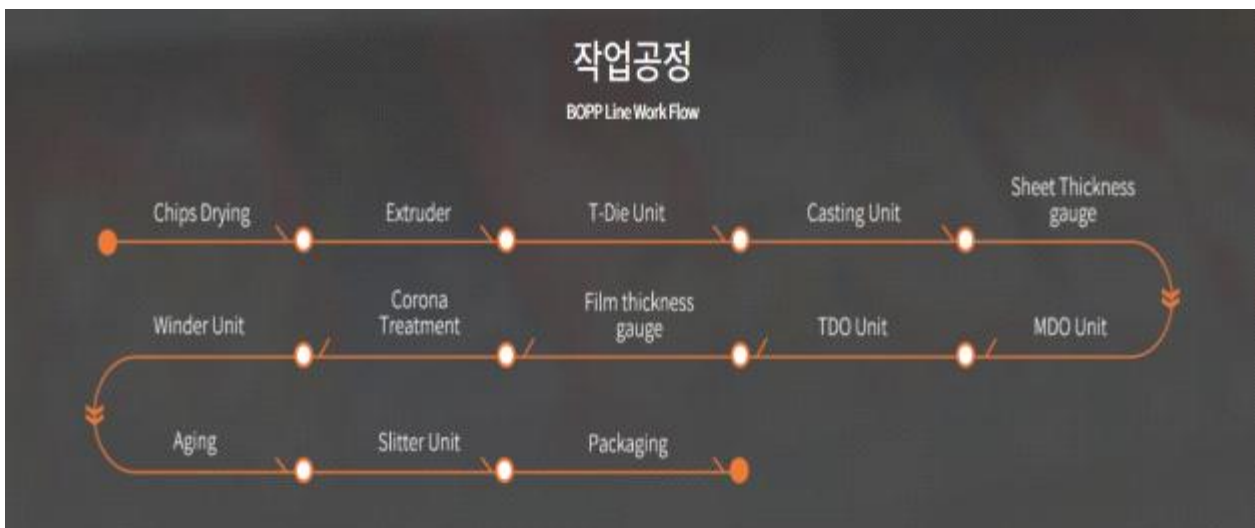 작업공정
BOPP Line Work Flow
Chips Drying
Extruder
T-Die Unit
Casting Unit
Sheet Thickness
gauge
MDO Unit
TDO Unit
Film thickness
gauge
Corona
Treatment
Winder Unit
Aging
Slitter Unit
Packaging